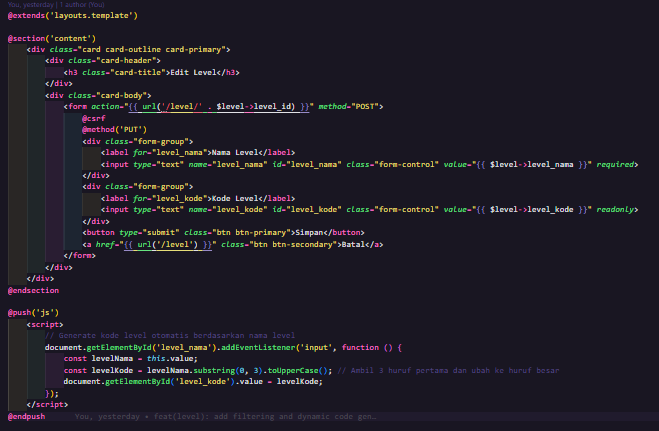 You, yesterday | 1 author (You)
@extends('layouts.template')
@section('content')
<div class="card card-outline card-primary">
<div class="card-header">
<h3 class="card-title">Edit Level</h3>
</div>
<div class="card-body">
<form action="{{ url('/level/' . $level->level_id) }}" method="POST">
@csrf
@method('PUT')
<div class="form-group">
<label for="level_nama">Nama Level</label>
<input type="text" name="level_nama" id="level_nama" class="form-control" value="{{ $level->level_nama }}" required>
</div>
<div class="form-group">
<label for="level_kode">Kode Level</label>
<input type="text" name="level_kode" id="level_kode" class="form-control" value="{{ $level->level_kode }}" readonly>
</div>
<button type="submit" class="btn btn-primary">Simpan</button>
<a href="{{ url('/level') }}" class="btn btn-secondary">Batal</a>
</form>
</div>
</div>
@endsection
@push('js')
<script>
// Generate kode level otomatis berdasarkan nama level
document.getElementById('level_nama').addEventListener('input', function () {
const levelNama = this.value;
const levelKode = levelNama.substring(0, 3).toUpperCase(); // Ambil 3 huruf pertama dan ubah ke huruf besar
document.getElementById('level_kode').value = levelKode;
});
</script>
@endpush You, yesterday • feat(level): add filtering and dynamic code gen…